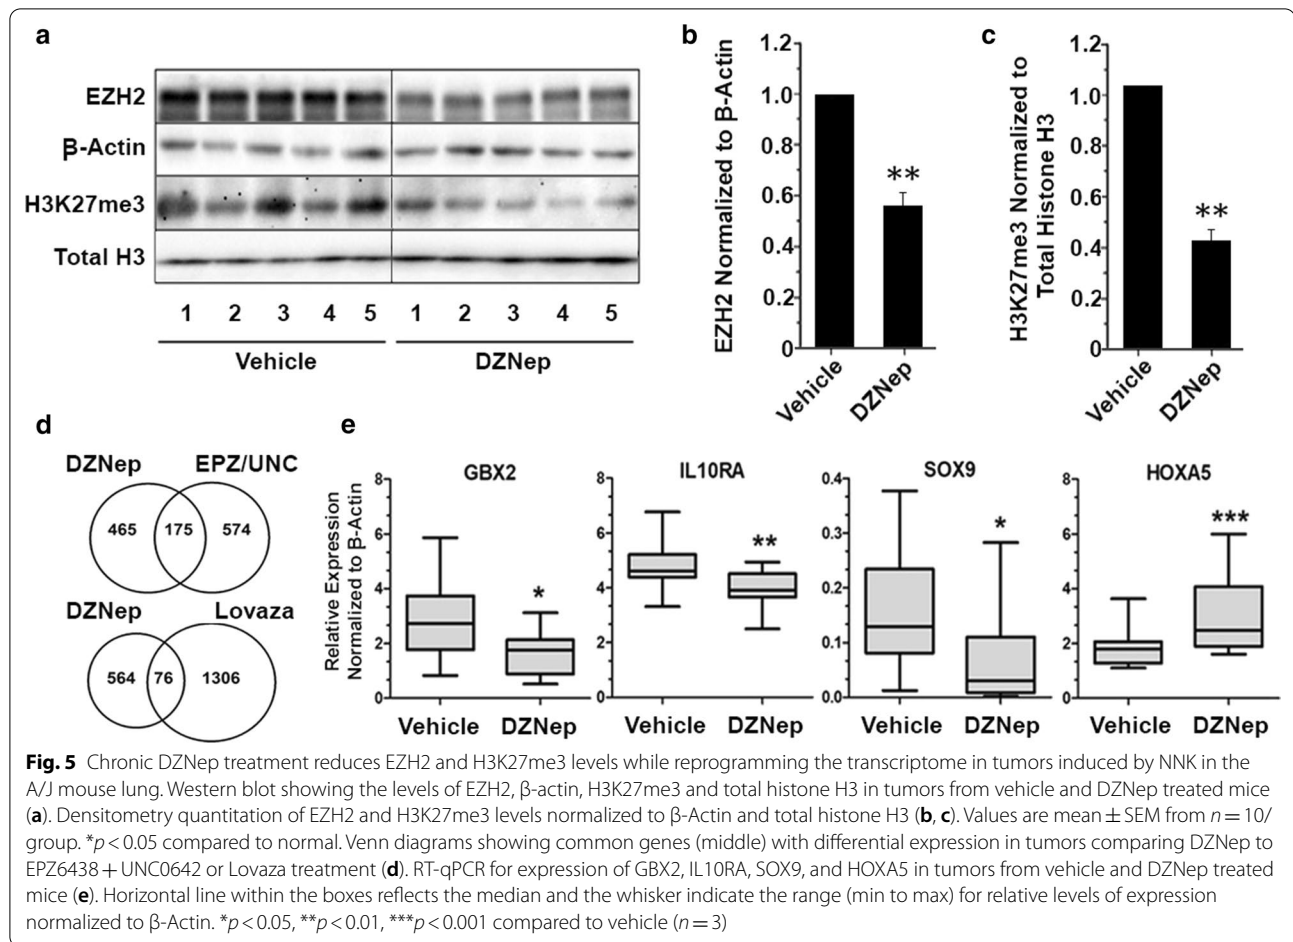 a
EZH2
β-Actin
H3K27me3
Total H3
1 2 3 4 5 1 2 3 4 5
Vehicle DZNep
b
EZH2 Normalized to β-Actin
1.2
1.0
0.8
0.6
0.4
0.2
0
**
Vehicle
DZNep
c
H3K27me3 Normalized to
Total Histone H3
1.2
1.0
0.8
0.6
0.4
0.2
0
**
Vehicle
DZNep
d
DZNep EPZ/UNC
465 175 574
DZNep Lovaza
564 76 1306
e
Relative Expression
Normalized to β-Actin
GBX2
8
6
4
2
0
*
Vehicle DZNep
IL10RA
8
6
4
2
0
**
Vehicle DZNep
SOX9
0.4
0.3
0.2
0.1
0.0
*
Vehicle DZNep
HOXA5
8
6
4
2
0
***
Vehicle DZNep
Fig. 5 Chronic DZNep treatment reduces EZH2 and H3K27me3 levels while reprogramming the transcriptome in tumors induced by NNK in the
A/J mouse lung. Western blot showing the levels of EZH2, β-actin, H3K27me3 and total histone H3 in tumors from vehicle and DZNep treated mice
(a). Densitometry quantitation of EZH2 and H3K27me3 levels normalized to β-Actin and total histone H3 (b, c). Values are mean ± SEM from n = 10/
group. *p < 0.05 compared to normal. Venn diagrams showing common genes (middle) with differential expression in tumors comparing DZNep to
EPZ6438 + UNC0642 or Lovaza treatment (d). RT-qPCR for expression of GBX2, IL10RA, SOX9, and HOXA5 in tumors from vehicle and DZNep treated
mice (e). Horizontal line within the boxes reflects the median and the whisker indicate the range (min to max) for relative levels of expression
normalized to β-Actin. *p < 0.05, **p < 0.01, ***p < 0.001 compared to vehicle (n = 3)